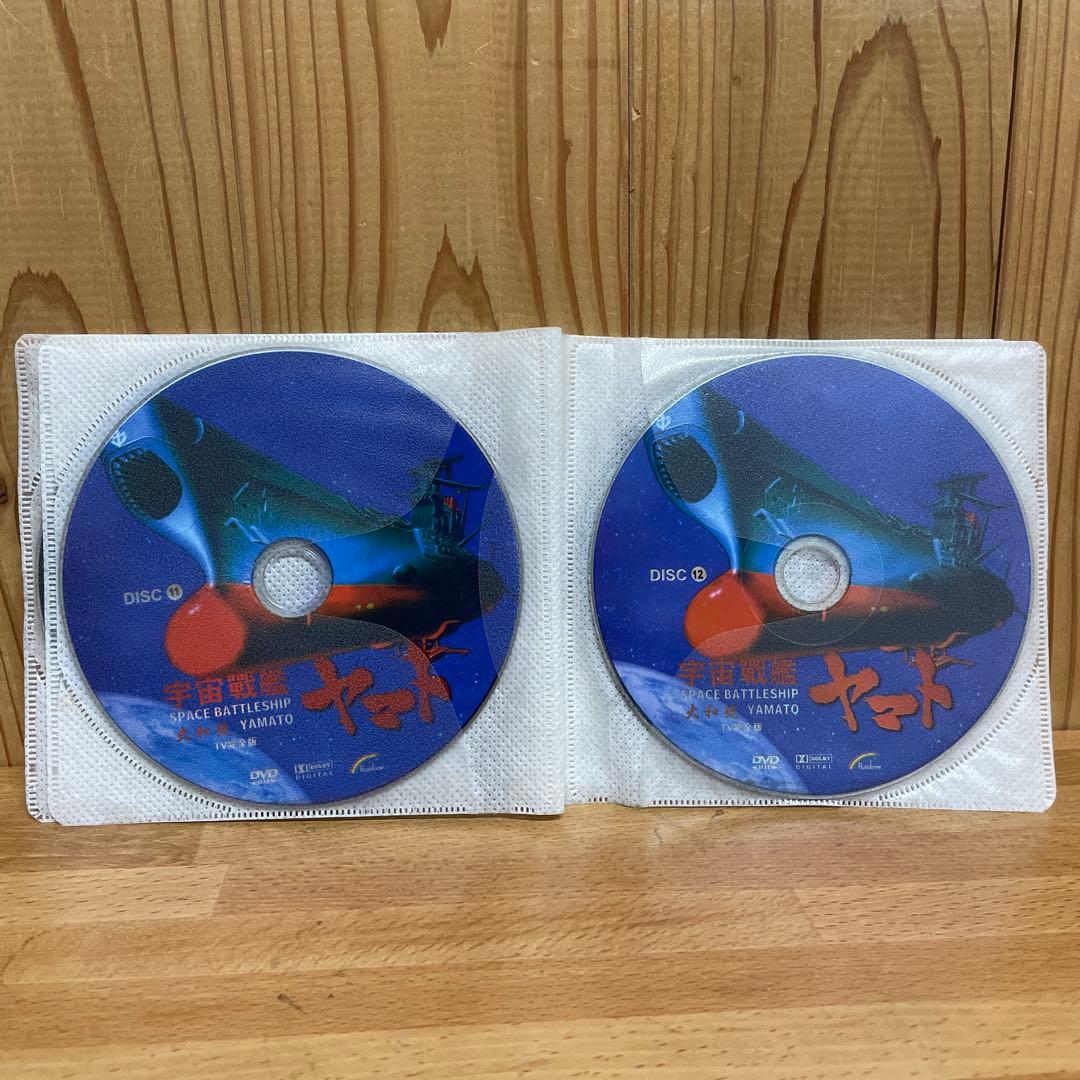 DISC 11
宇宙戰艦
ヤマト
SPACE BATTLESHIP
大和號 YAMATO
TV完全版
DVD
DOLBY
DIGITAL
Rainbow
DISC 12
宇宙戰艦
ヤマト
SPACE BATTLESHIP
大和號 YAMATO
TV完全版
DVD
DOLBY
DIGITAL
Rainbow